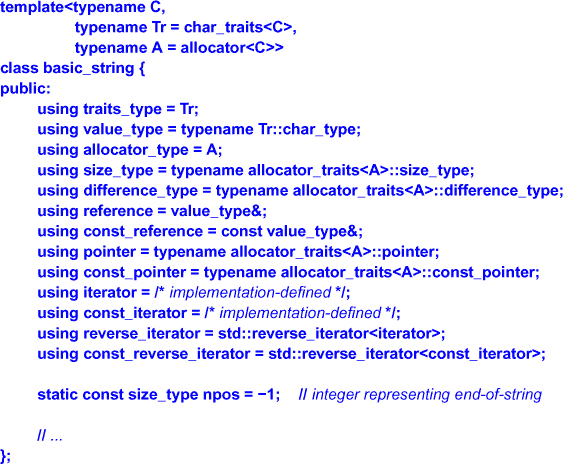 template<typename C,
typename Tr = char_traits<C>,
typename A = allocator<C>>
class basic_string {
public:
using traits_type = Tr;
using value_type = typename Tr::char_type;
using allocator_type = A;
using size_type = typename allocator_traits<A>::size_type;
using difference_type = typename allocator_traits<A>::difference_type;
using reference = value_type&;
using const_reference = const value_type&;
using pointer = typename allocator_traits<A>::pointer;
using const_pointer = typename allocator_traits<A>::const_pointer;
using iterator = /* implementation-defined */;
using const_iterator = /* implementation-defined */;
using reverse_iterator = std::reverse_iterator<iterator>;
using const_reverse_iterator = std::reverse_iterator<const_iterator>;
static const size_type npos = −1; // integer representing end-of-string
// ...
};